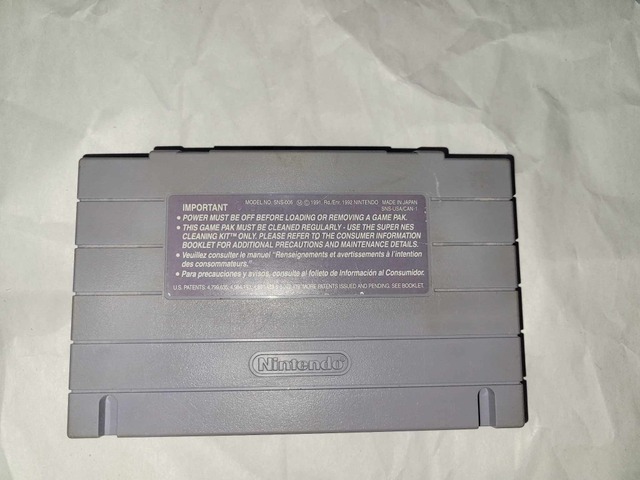 IMPORTANT MODEL NO. SNS-006 Ⓜ © 1991, Rd./Enr. 1992 NINTENDO MADE IN JAPAN
SNS-USA/CAN-1
• POWER MUST BE OFF BEFORE LOADING OR REMOVING A GAME PAK.
• THIS GAME PAK MUST BE CLEANED REGULARLY - USE THE SUPER NES
CLEANING KIT™ ONLY. PLEASE REFER TO THE CONSUMER INFORMATION
BOOKLET FOR ADDITIONAL PRECAUTIONS AND MAINTENANCE DETAILS.
• Veuillez consulter le manuel "Renseignements et avertissements à l'intention
des consommateurs."
• Para precauciones y avisos, consulte al folleto de Información al Consumidor.
U.S. PATENTS: MORE PATENTS ISSUED AND PENDING. SEE BOOKLET.
Nintendo